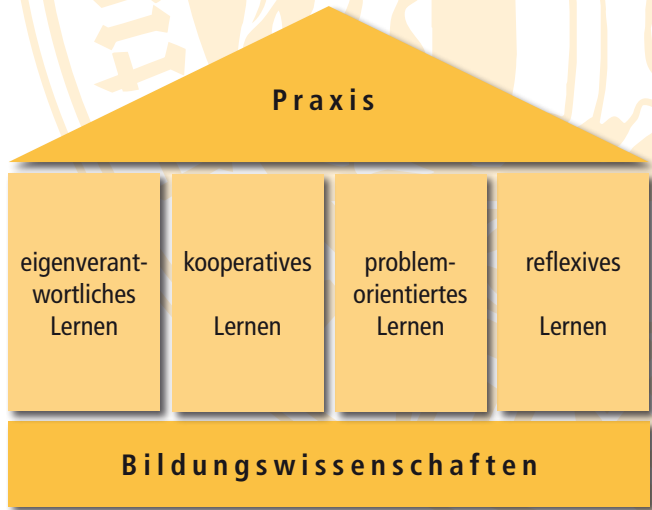 Praxis
eigenverant-
wortliches
Lernen
kooperatives
Lernen
problem-
orientiertes
Lernen
reflexives
Lernen
Bildungswissenschaften